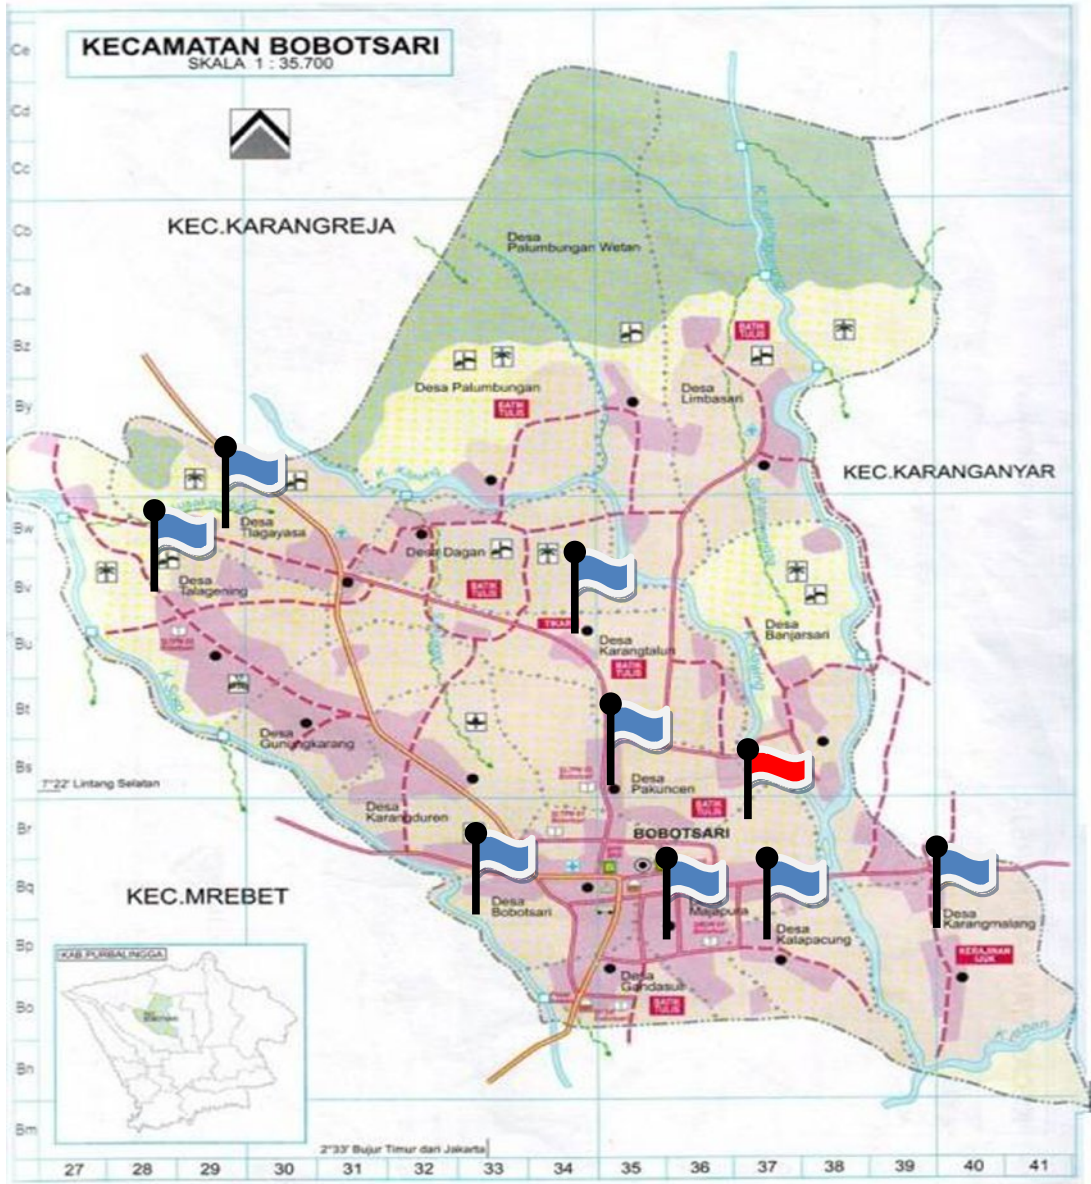 KECAMATAN BOBOTSARI
SKALA 1 : 35.700
Ce
Cd
Cc
Cb
Ca
Bz
By
Bw
Bv
Bu
Bt
Bs
Br
Bq
Bp
Bo
Bn
Bm
KEC.KARANGREJA
Desa
Palumbungan Wetan
BATIK
TULIS
Desa Palumbungan
BATIK
TULIS
Desa
Limbasari
KEC.KARANGANYAR
Desa
Tlagayasa
Desa Dagan
Desa
Talagening
BATIK
TULIS
TIKAR
Desa
Karangtalun
BATIK
TULIS
Desa
Banjarsari
Desa
Gunungkarang
7°22' Lintang Selatan
Desa
Pakuncen
Desa
Karangduren
BATIK
TULIS
BOBOTSARI
KEC.MREBET
Desa
Bobotsari
Majapura
Desa
Kalapacung
Desa
Karangmalang
KERAJINAN
IJUK
Desa
Gandasuli
BATIK
TULIS
KAB.PURBALINGGA
2°33' Bujur Timur dari Jakarta
27 28 29 30 31 32 33 34 35 36 37 38 39 40 41